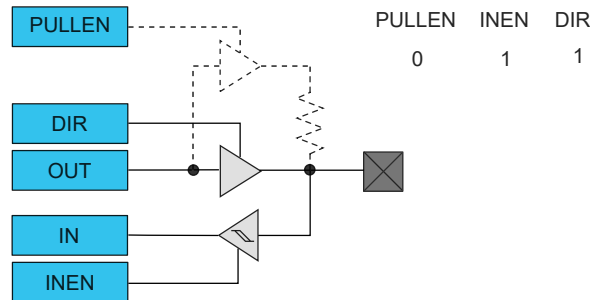 PULLEN
PULLEN INEN DIR
0 1 1
DIR
OUT
IN
INEN